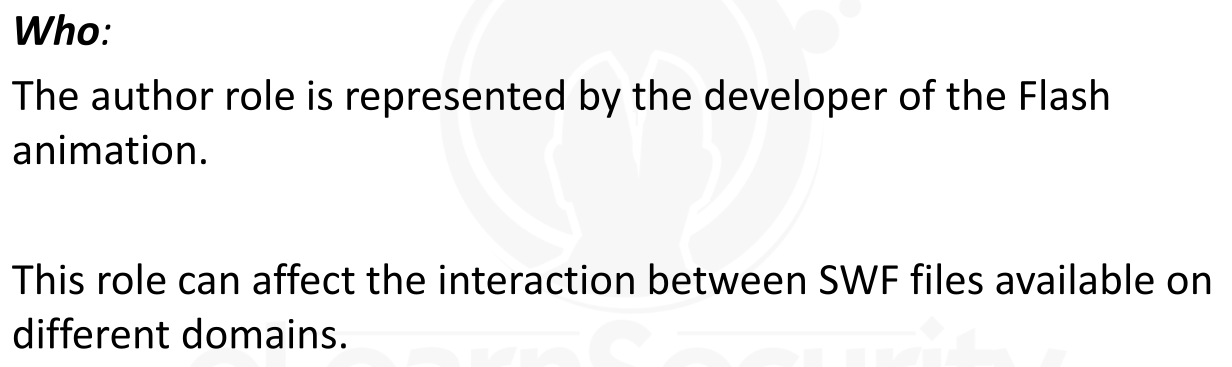 Who:
The author role is represented by the developer of the Flash
animation.
This role can affect the interaction between SWF files available on
different domains.
eLearnSecurity